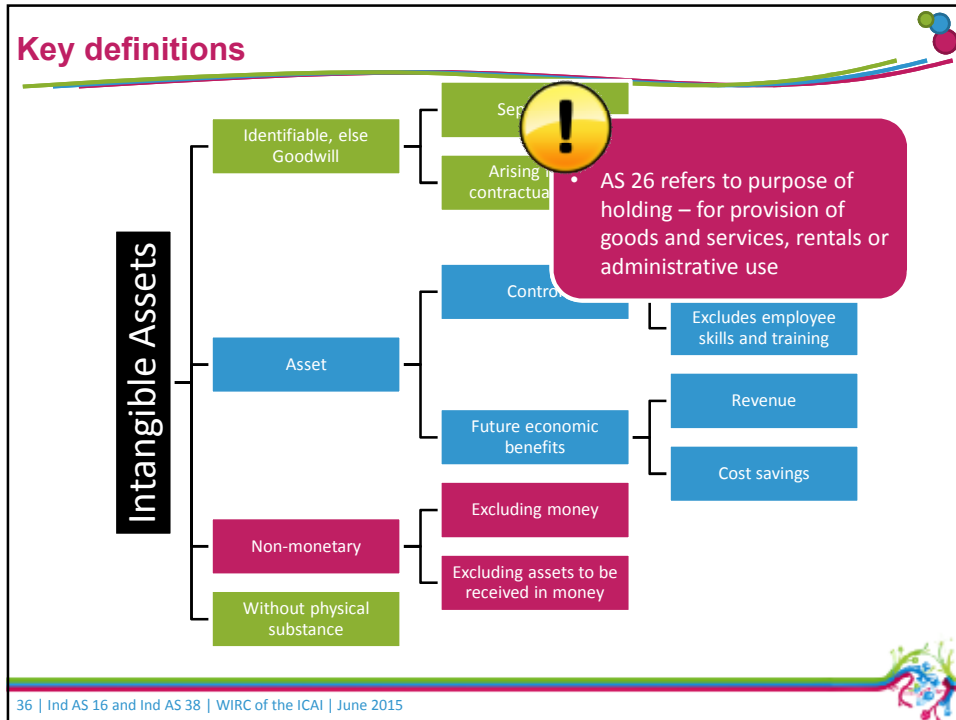 Key definitions
Intangible Assets
Identifiable, else
Goodwill
Arising
AS 26 refers to purpose of
holding – for provision of
goods and services, rentals or
administrative use
Asset
Excludes employee
skills and training
Future economic
benefits
Revenue
Cost savings
Non-monetary
Excluding money
Excluding assets to be
received in money
Without physical
substance
36 | Ind AS 16 and Ind AS 38 | WIRC of the ICAI | June 2015